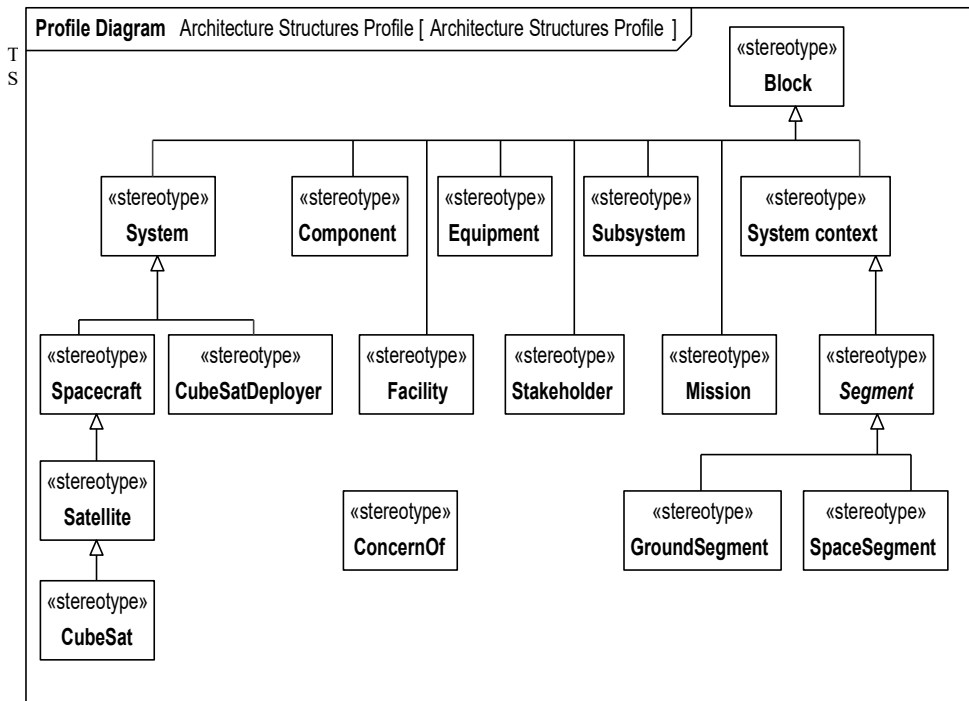 Profile Diagram Architecture Structures Profile [ Architecture Structures Profile ]
T
S
«stereotype»
Block
«stereotype»
System
«stereotype»
Component
«stereotype»
Equipment
«stereotype»
Subsystem
«stereotype»
System context
«stereotype»
Spacecraft
«stereotype»
CubeSatDeployer
«stereotype»
Facility
«stereotype»
Stakeholder
«stereotype»
Mission
«stereotype»
Segment
«stereotype»
Satellite
«stereotype»
ConcernOf
«stereotype»
GroundSegment
«stereotype»
SpaceSegment
«stereotype»
CubeSat